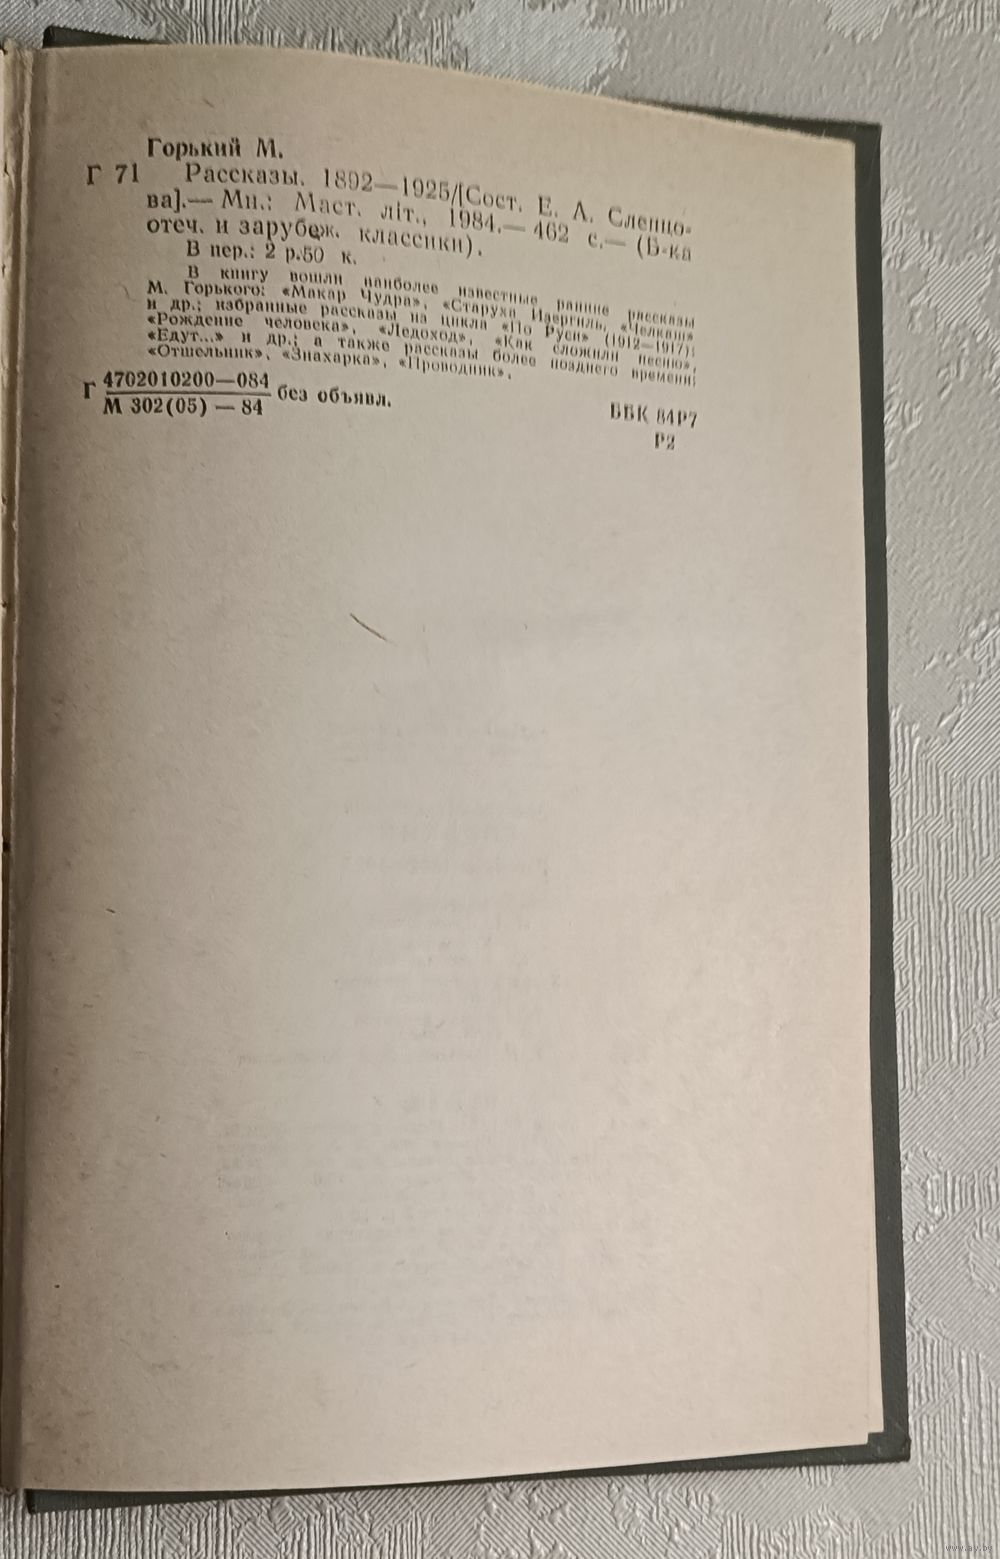 Горький М.
Г 71 Рассказы. 1892—1925/[Сост. Е. А. Слепцо-
ва].— Мн.: Маст. літ., 1984.— 462 с.— (Б-ка
отеч. и зарубеж. классики).
В пер.: 2 р.50 к.
В книгу вошли наиболее известные ранние рассказы
М. Горького: «Макар Чудра», «Старуха Изергиль, «Челкаш»
и др.; избранные рассказы из цикла «По Руси» (1912—1917):
«Рождение человека», «Ледоход», «Как сложили песню»,
«Едут...» и др.; а также рассказы более позднего времени:
«Отшельник», «Знахарка», «Проводник».
Г 4702010200—084 без объявл.
М 302(05) — 84
ББК 84Р7
Р2
www.ay.by